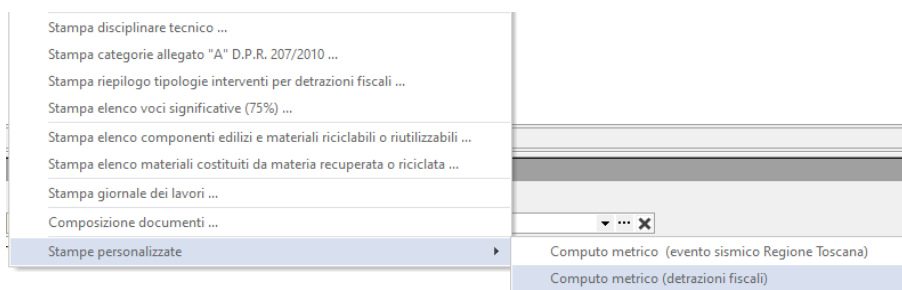 Stampa disciplinare tecnico ...
Stampa categorie allegato "A" D.P.R. 207/2010 ...
Stampa riepilogo tipologie interventi per detrazioni fiscali ...
Stampa elenco voci significative (75%) ...
Stampa elenco componenti edilizi e materiali riciclabili o riutilizzabili ...
Stampa elenco materiali costituiti da materia recuperata o riciclata ...
Stampa giornale dei lavori ...
Composizione documenti ...
Stampe personalizzate
Computo metrico (evento sismico Regione Toscana)
Computo metrico (detrazioni fiscali)